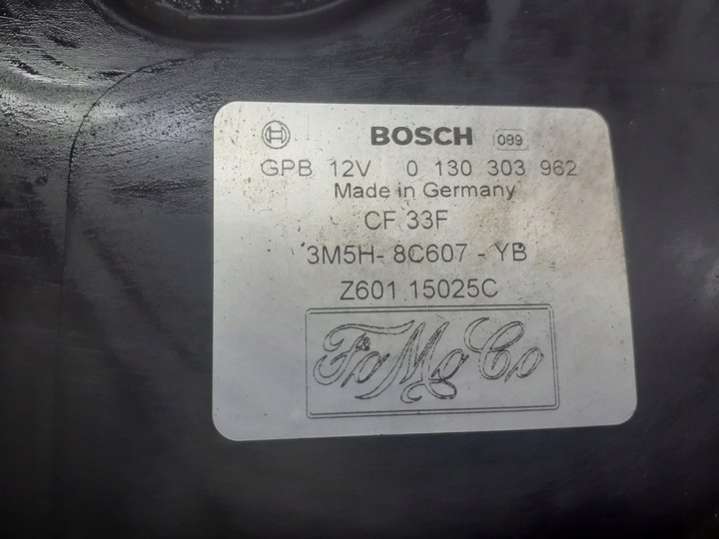 BOSCH 099
GPB 12V 0 130 303 962
Made in Germany
CF 33F
3M5H- 8C607 - YB
Z601 15025C
FoMoCo